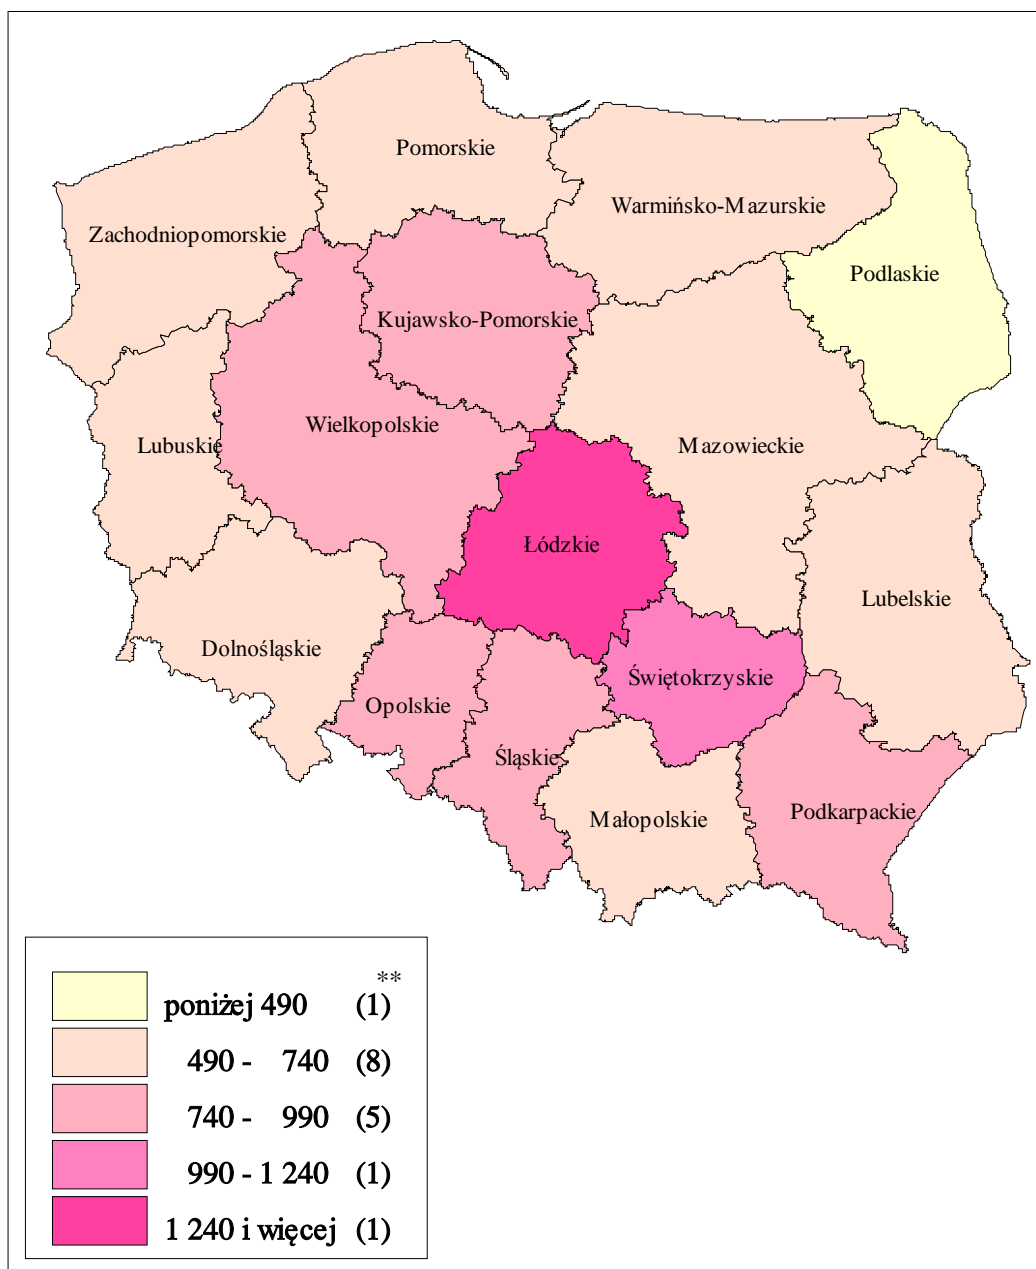 Pomorskie
Warmińsko-Mazurskie
Zachodniopomorskie
Podlaskie
Kujawsko-Pomorskie
Wielkopolskie
Lubuskie
Mazowieckie
Łódzkie
Lubelskie
Dolnośląskie
Świętokrzyskie
Opolskie
Śląskie
Podkarpackie
Małopolskie
**
poniżej 490 (1)
490 - 740 (8)
740 - 990 (5)
990 - 1 240 (1)
1 240 i więcej (1)